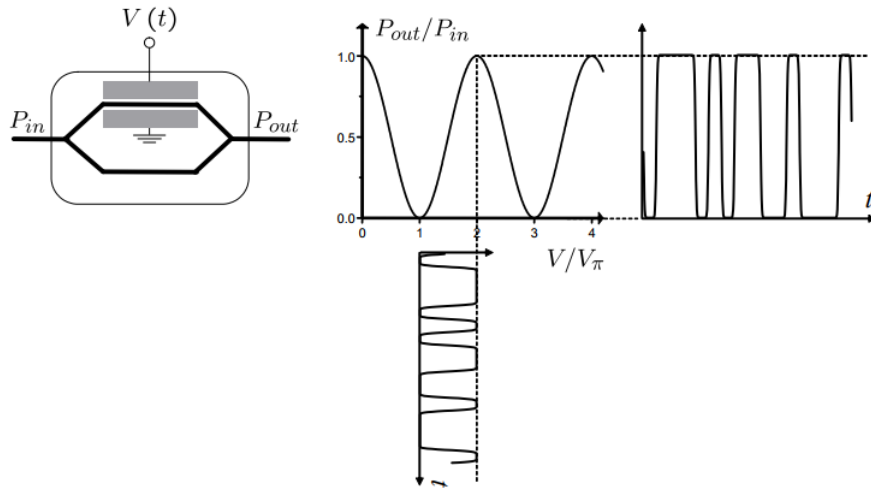 V (t)
P_in
P_out
P_out/P_in
1.0
0.5
0.0
0 1 2 3 4
V/V_π
t
t